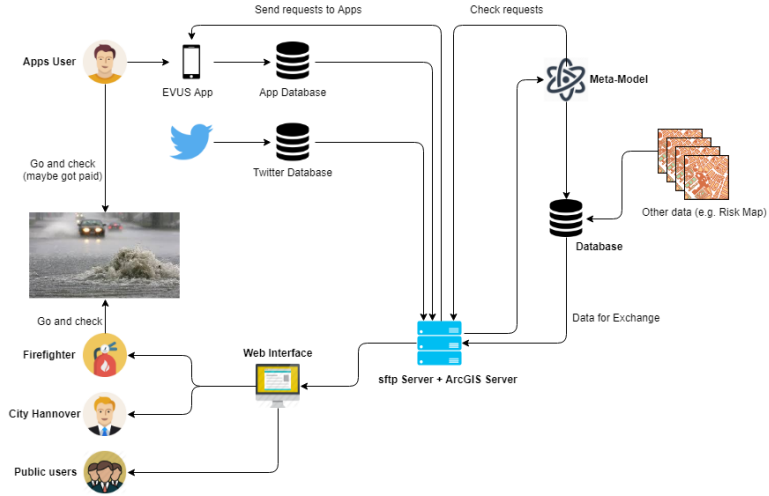 Send requests to Apps
Check requests
Apps User
EVUS App
App Database
Meta-Model
Go and check
(maybe got paid)
Twitter Database
Other data (e.g. Risk Map)
Database
Go and check
Data for Exchange
Firefighter
Web Interface
sftp Server + ArcGIS Server
City Hannover
Public users